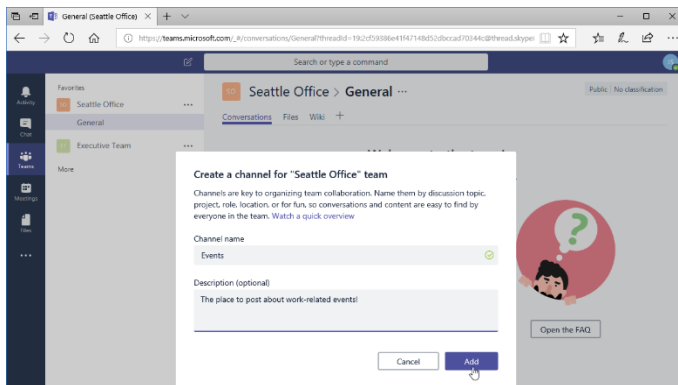 General (Seattle Office)
https://teams.microsoft.com/_#/conversations/General?threadId=19:2cf59386e41f47148d52dbccad70344c@thread.skype
Search or type a command
Activity
Chat
Teams
Meetings
Files
Favorites
SO Seattle Office
General
Executive Team
More
SO Seattle Office > General
Public No classification
Conversations Files Wiki
Create a channel for "Seattle Office" team
Channels are key to organizing team collaboration. Name them by discussion topic,
project, role, location, or for fun, so conversations and content are easy to find by
everyone in the team. Watch a quick overview
Channel name
Events
Description (optional)
The place to post about work-related events!
Cancel
Add
Open the FAQ